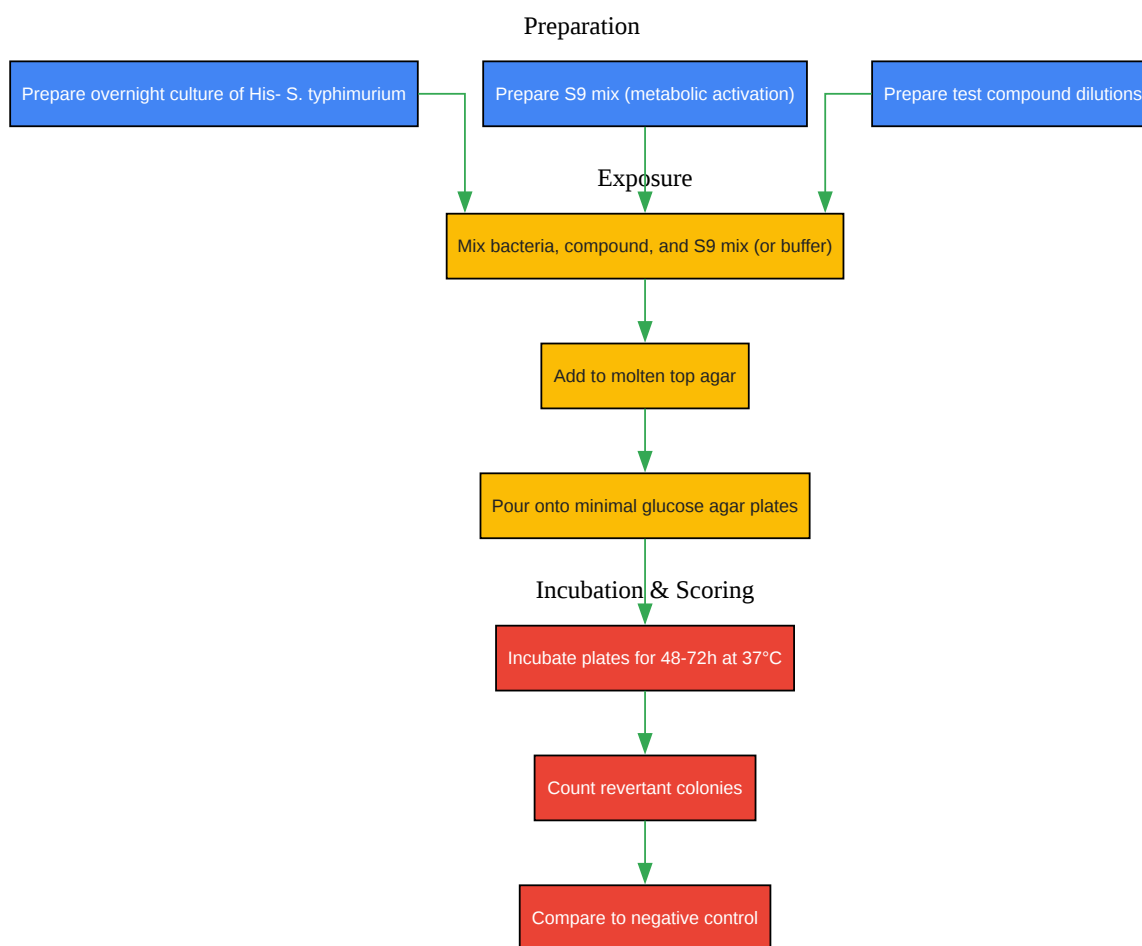 Preparation
Prepare overnight culture of His- S. typhimurium
Prepare S9 mix (metabolic activation)
Prepare test compound dilutions
Exposure
Mix bacteria, compound, and S9 mix (or buffer)
Add to molten top agar
Pour onto minimal glucose agar plates
Incubation & Scoring
Incubate plates for 48-72h at 37°C
Count revertant colonies
Compare to negative control